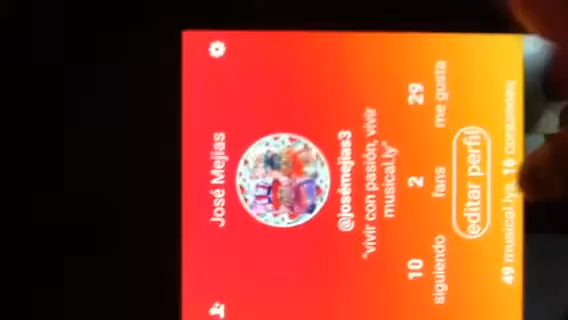 José Mejias
@josemejias3
"vivir con pasión, vivir
musical.ly"
10 2 29
siguiendo fans me gusta
editar perfil
49 musical.lys 16 corazones